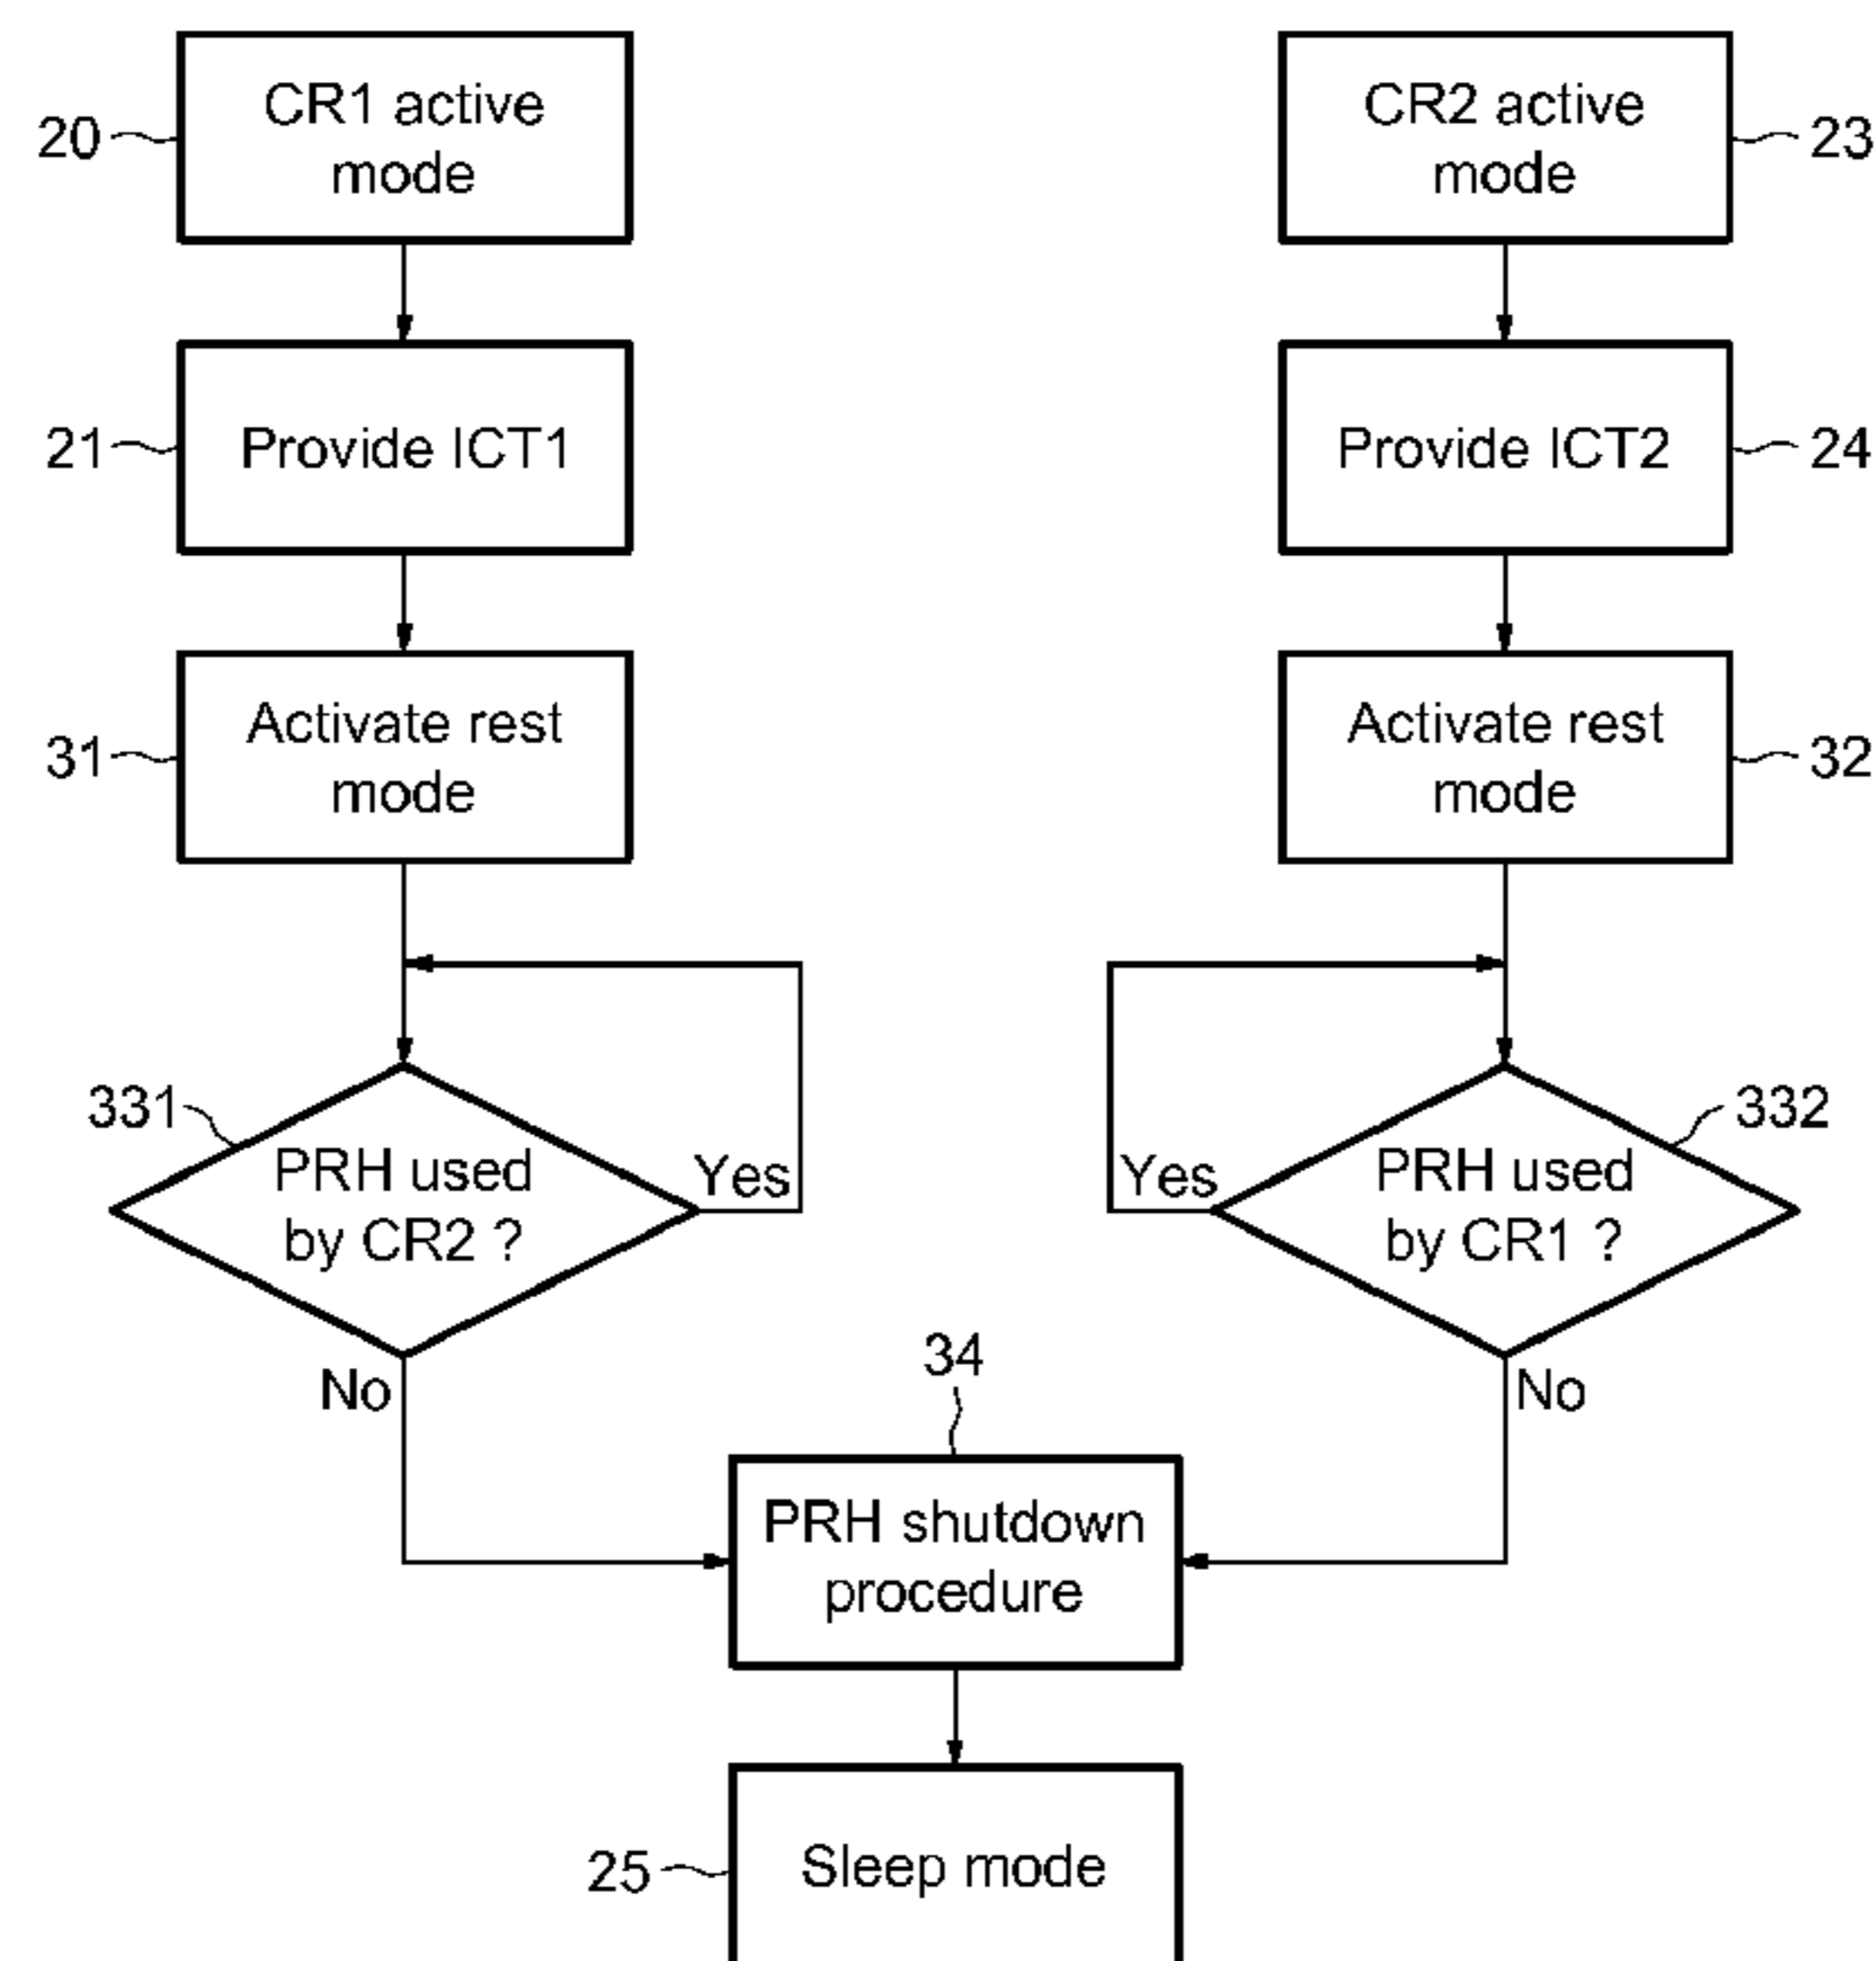 20
CR1 active
mode
CR2 active
mode
23
21
Provide ICT1
Provide ICT2
24
31
Activate rest
mode
Activate rest
mode
32
331
PRH used
by CR2 ?
Yes
No
332
PRH used
by CR1 ?
Yes
No
34
PRH shutdown
procedure
25
Sleep mode